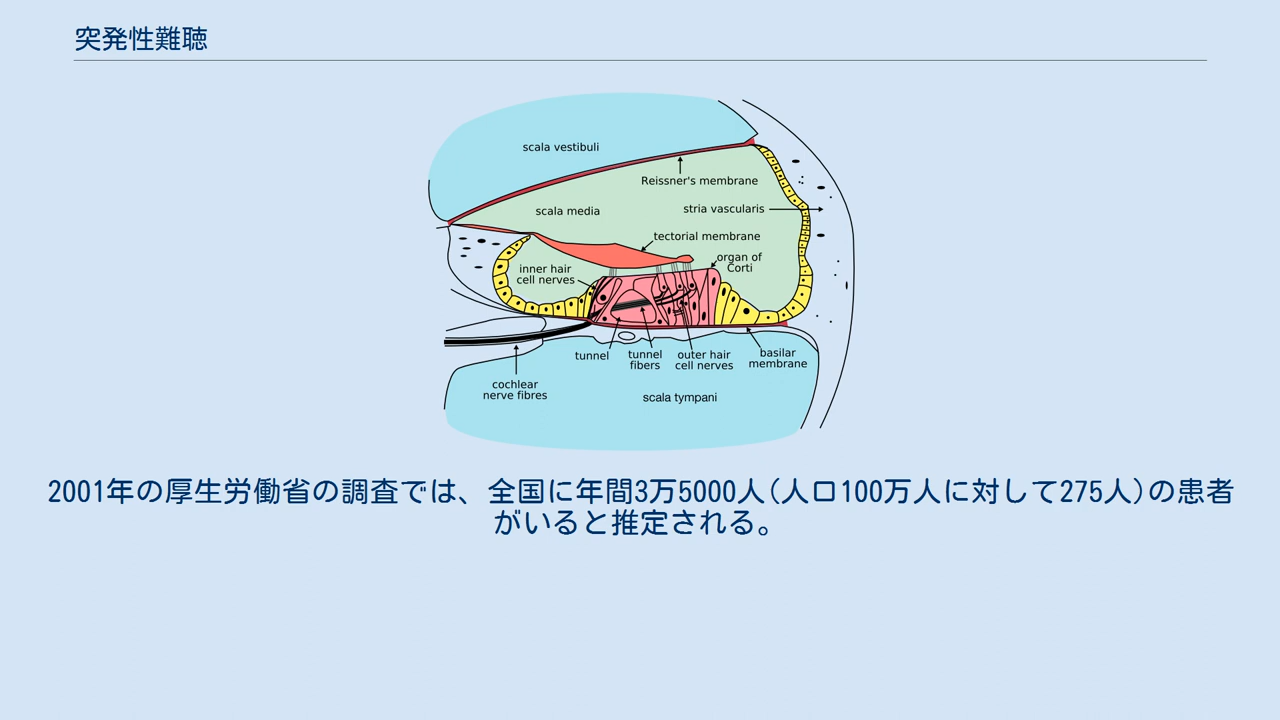 突発性難聴
scala vestibuli
Reissner's membrane
scala media
stria vascularis
tectorial membrane
organ of
Corti
inner hair
cell nerves
tunnel
tunnel
fibers
outer hair
cell nerves
basilar
membrane
cochlear
nerve fibres
scala tympani
2001年の厚生労働省の調査では、全国に年間3万5000人(人口100万人に対して275人)の患者
がいると推定される。